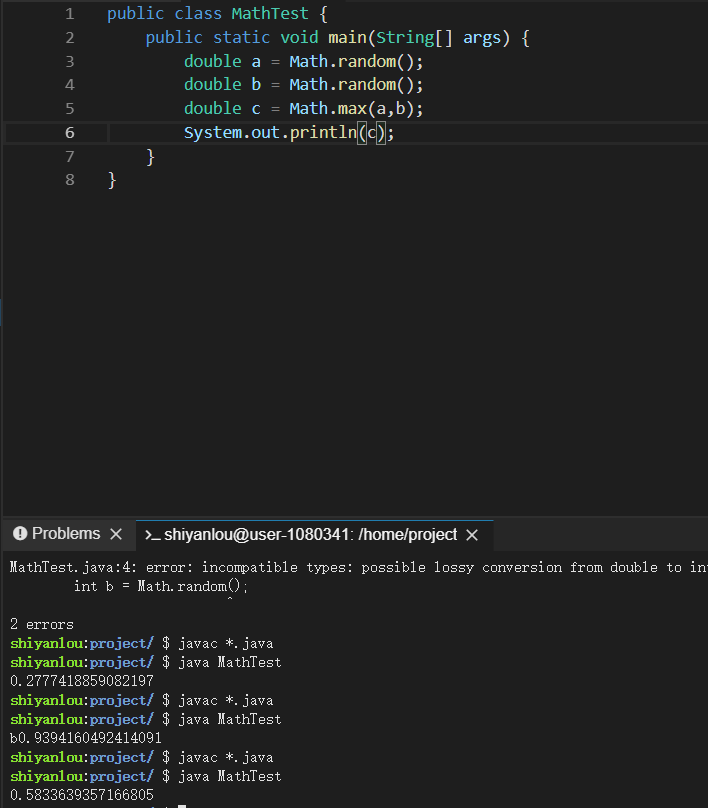 1 public class MathTest {
2 public static void main(String[] args) {
3 double a = Math.random();
4 double b = Math.random();
5 double c = Math.max(a,b);
6 System.out.println(c);
7 }
8 }
Problems
shiyanlou@user-1080341: /home/project
MathTest.java:4: error: incompatible types: possible lossy conversion from double to in
int b = Math.random();
^
2 errors
shiyanlou:project/ $ javac *.java
shiyanlou:project/ $ java MathTest
0.2777418859082197
shiyanlou:project/ $ javac *.java
shiyanlou:project/ $ java MathTest
b0.9394160492414091
shiyanlou:project/ $ javac *.java
shiyanlou:project/ $ java MathTest
0.5833639357166805